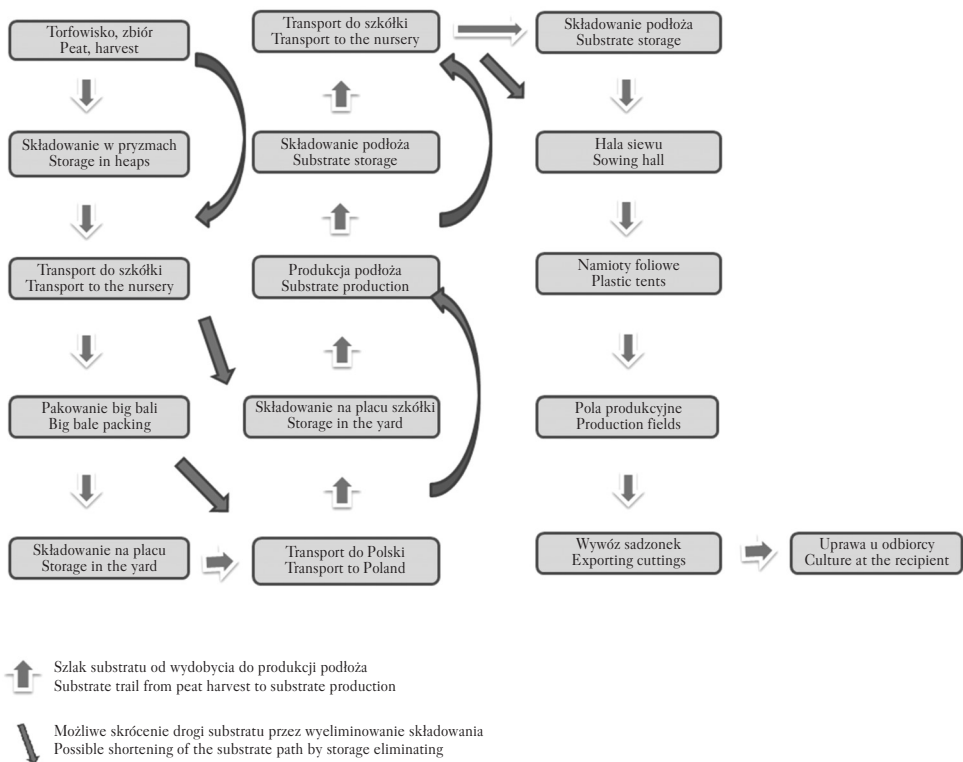 Torfowisko, zbiór
Peat, harvest
Składowanie w pryzmach
Storage in heaps
Transport do szkółki
Transport to the nursery
Pakowanie big bali
Big bale packing
Składowanie na placu
Storage in the yard
Transport do Polski
Transport to Poland
Składowanie na placu szkółki
Storage in the yard
Produkcja podłoża
Substrate production
Składowanie podłoża
Substrate storage
Transport do szkółki
Transport to the nursery
Składowanie podłoża
Substrate storage
Hala siewu
Sowing hall
Namioty foliowe
Plastic tents
Pola produkcyjne
Production fields
Wywóz sadzonek
Exporting cuttings
Uprawa u odbiorcy
Culture at the recipient
Szlak substratu od wydobycia do produkcji podłoża
Substrate trail from peat harvest to substrate production
Możliwe skrócenie drogi substratu przez wyeliminowanie składowania
Possible shortening of the substrate path by storage eliminating